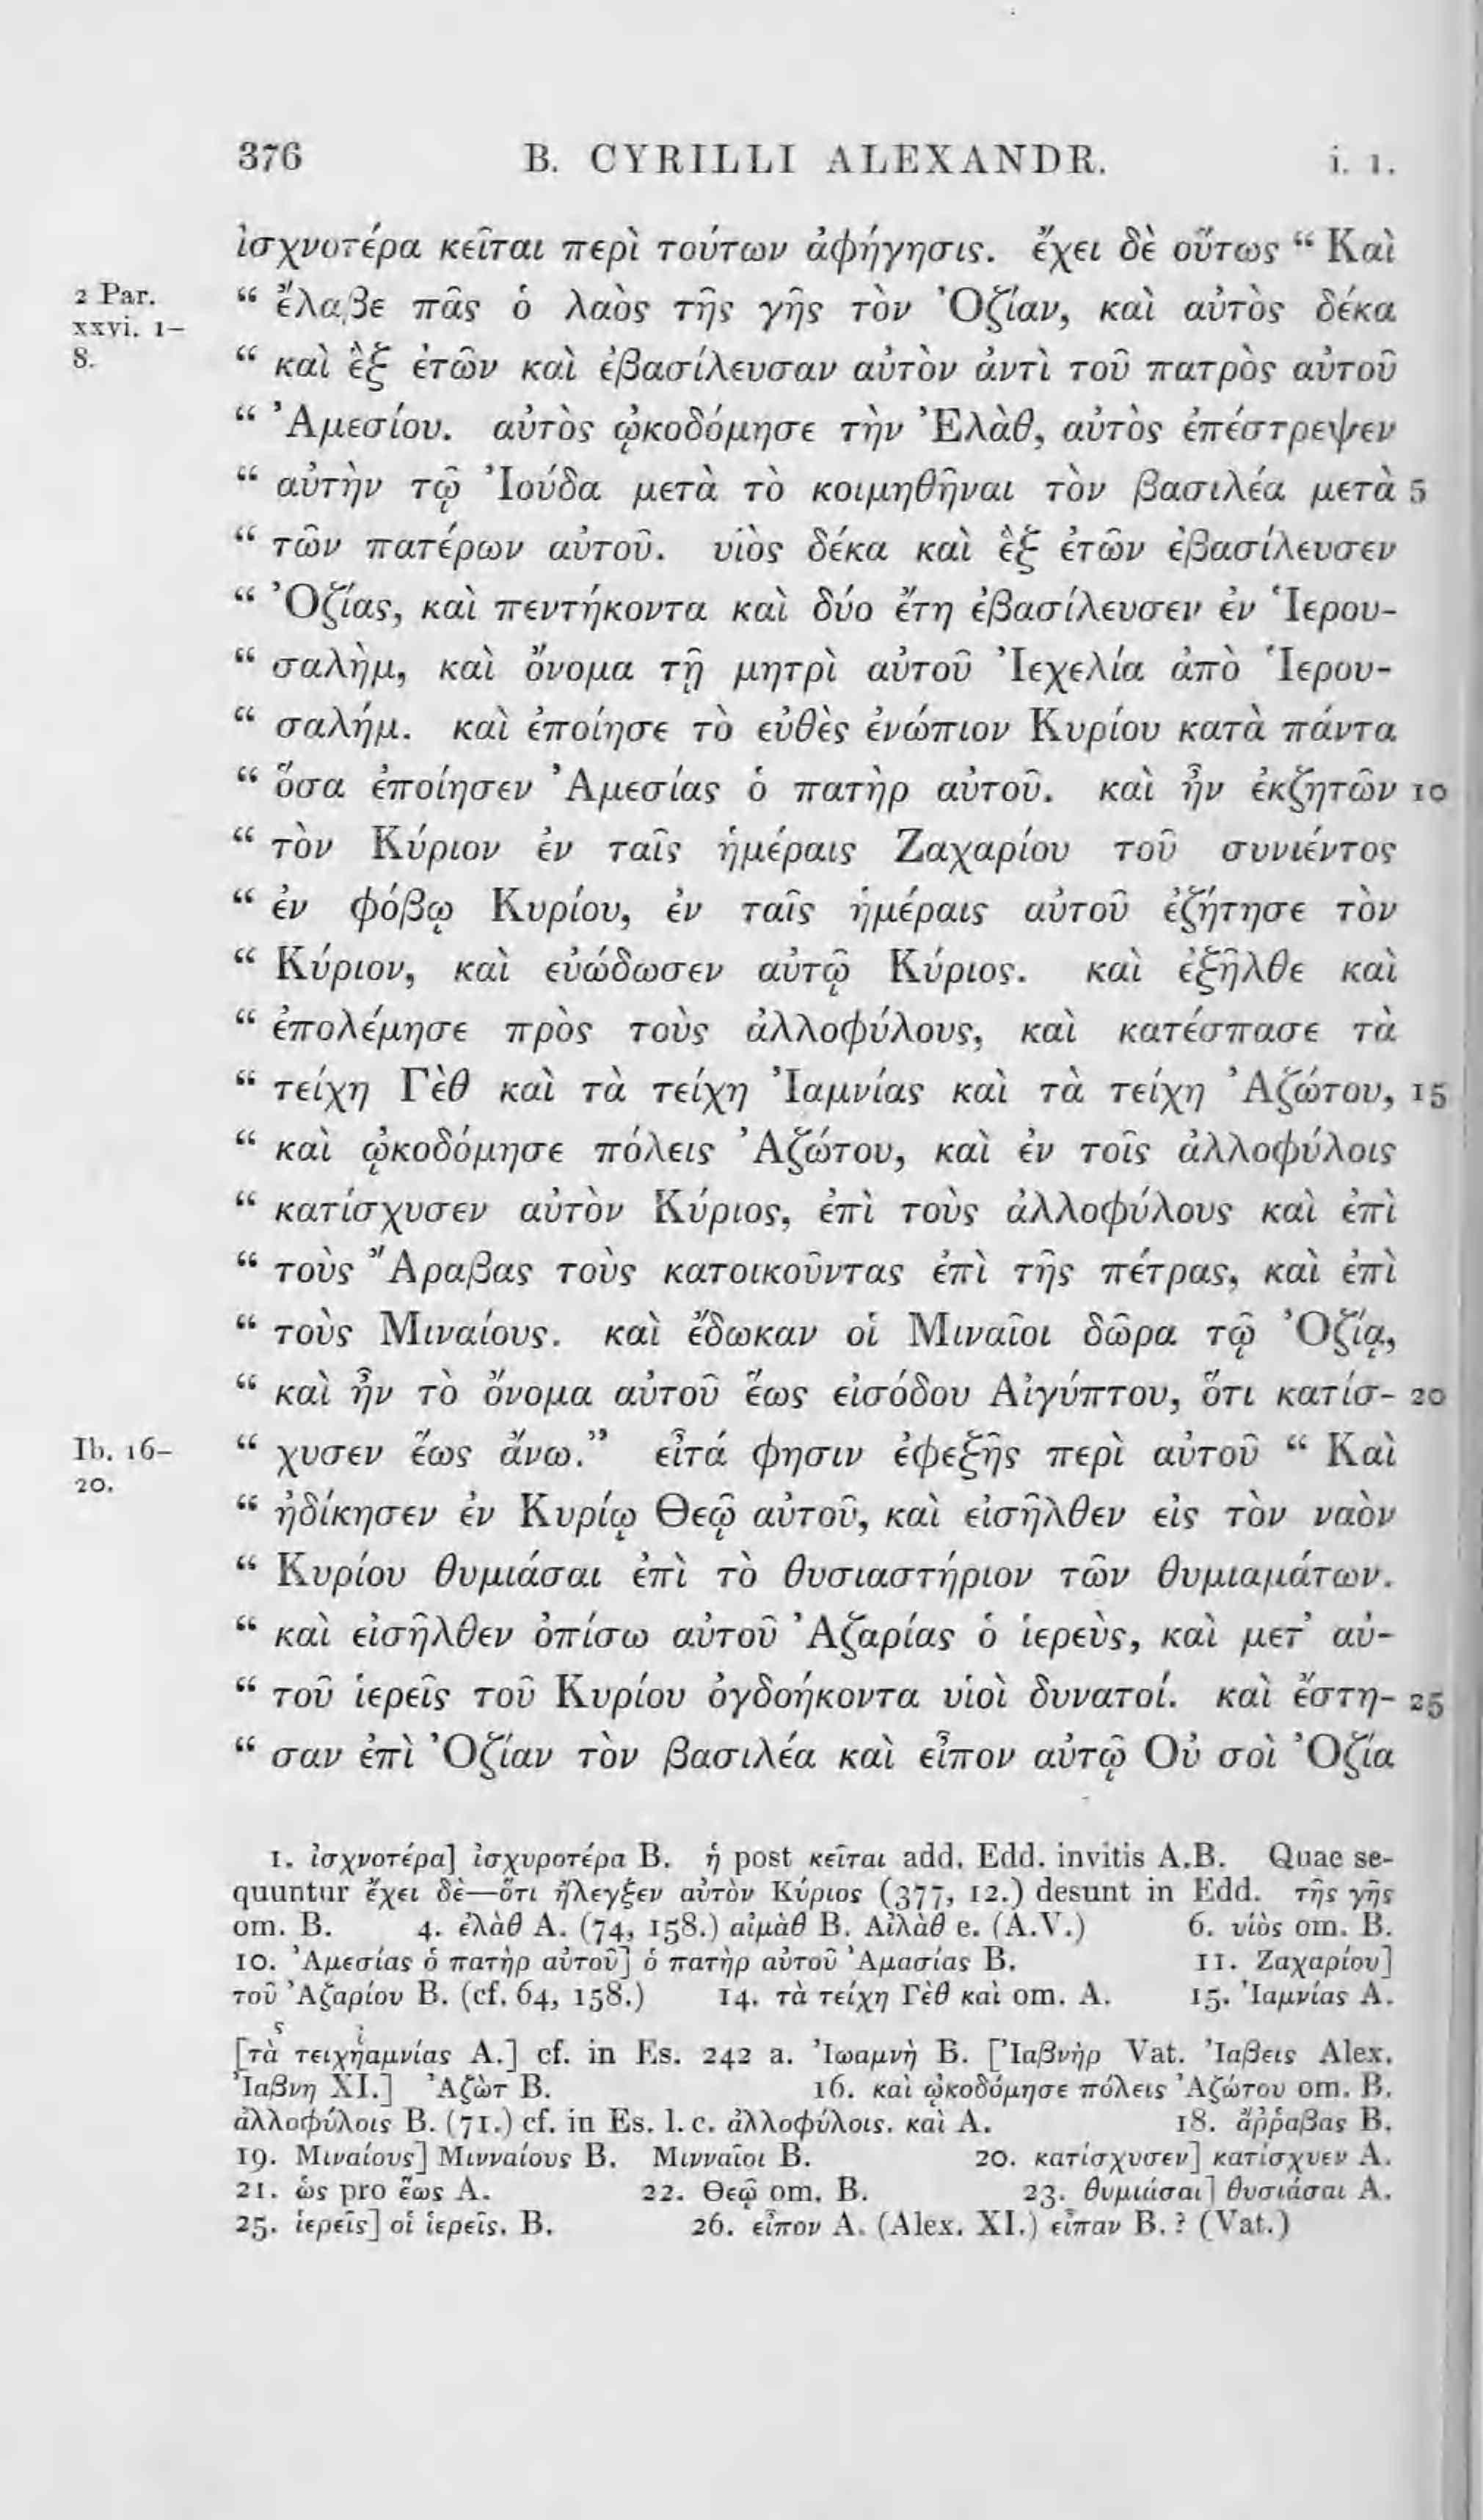 376 B. CYRILLI ALEXANDR. i. 1.
ἰσχνοτέρα κεῖται περὶ τούτων ἀφήγησις. ἔχει δὲ οὕτως “ Καὶ
2 Par. xxvi. 1–8.
“ ἔλαβε πᾶς ὁ λαὸς τῆς γῆς τὸν Ὀζίαν, καὶ αὐτὸς δέκα
“ καὶ ἓξ ἐτῶν καὶ ἐβασίλευσαν αὐτὸν ἀντὶ τοῦ πατρὸς αὐτοῦ
“ Ἀμεσίου. αὐτὸς ᾠκοδόμησε τὴν Ἐλὰθ, αὐτὸς ἐπέστρεψεν
“ αὐτὴν τῷ Ἰούδα μετὰ τὸ κοιμηθῆναι τὸν βασιλέα μετὰ 5
“ τῶν πατέρων αὐτοῦ. υἱὸς δέκα καὶ ἓξ ἐτῶν ἐβασίλευσεν
“ Ὀζίας, καὶ πεντήκοντα καὶ δύο ἔτη ἐβασίλευσεν ἐν Ἱερου-
“ σαλὴμ, καὶ ὄνομα τῇ μητρὶ αὐτοῦ Ἰεχελία ἀπὸ Ἱερου-
“ σαλήμ. καὶ ἐποίησε τὸ εὐθὲς ἐνώπιον Κυρίου κατὰ πάντα
“ ὅσα ἐποίησεν Ἀμεσίας ὁ πατὴρ αὐτοῦ. καὶ ἦν ἐκζητῶν 10
“ τὸν Κύριον ἐν ταῖς ἡμέραις Ζαχαρίου τοῦ συνιέντος
“ ἐν φόβῳ Κυρίου, ἐν ταῖς ἡμέραις αὐτοῦ ἐζήτησε τὸν
“ Κύριον, καὶ εὐώδωσεν αὐτῷ Κύριος. καὶ ἐξῆλθε καὶ
“ ἐπολέμησε πρὸς τοὺς ἀλλοφύλους, καὶ κατέσπασε τὰ
“ τείχη Γὲθ καὶ τὰ τείχη Ἰαμνίας καὶ τὰ τείχη Ἀζώτου, 15
“ καὶ ᾠκοδόμησε πόλεις Ἀζώτου, καὶ ἐν τοῖς ἀλλοφύλοις
“ κατίσχυσεν αὐτὸν Κύριος, ἐπὶ τοὺς ἀλλοφύλους καὶ ἐπὶ
“ τοὺς Ἄραβας τοὺς κατοικοῦντας ἐπὶ τῆς πέτρας, καὶ ἐπὶ
“ τοὺς Μιναίους. καὶ ἔδωκαν οἱ Μιναῖοι δῶρα τῷ Ὀζίᾳ,
“ καὶ ἦν τὸ ὄνομα αὐτοῦ ἕως εἰσόδου Αἰγύπτου, ὅτι κατίσ- 20
Ib. 16–20.
“ χυσεν ἕως ἄνω.” εἶτά φησιν ἐφεξῆς περὶ αὐτοῦ “ Καὶ
“ ἠδίκησεν ἐν Κυρίῳ Θεῷ αὐτοῦ, καὶ εἰσῆλθεν εἰς τὸν ναὸν
“ Κυρίου θυμιάσαι ἐπὶ τὸ θυσιαστήριον τῶν θυμιαμάτων.
“ καὶ εἰσῆλθεν ὀπίσω αὐτοῦ Ἀζαρίας ὁ ἱερεὺς, καὶ μετ’ αὐ-
“ τοῦ ἱερεῖς τοῦ Κυρίου ὀγδοήκοντα υἱοὶ δυνατοί. καὶ ἔστη- 25
“ σαν ἐπὶ Ὀζίαν τὸν βασιλέα καὶ εἶπον αὐτῷ Οὐ σοὶ Ὀζία
1. ἰσχνοτέρα] ἰσχυροτέρα B. ἡ post κεῖται add. Edd. invitis A.B. Quae se-
quuntur ἔχει δὲ—ὅτι ἤλεγξεν αὐτὸν Κύριος (377, 12.) desunt in Edd. τῆς γῆς
om. B. 4. ἐλὰθ A. (74, 158.) αἰμὰθ B. Αἰλὰθ e. (A.V.) 6. υἱὸς om. B.
10. Ἀμεσίας ὁ πατὴρ αὐτοῦ] ὁ πατὴρ αὐτοῦ Ἀμασίας B. 11. Ζαχαρίου]
τοῦ Ἀζαρίου B. (cf. 64, 158.) 14. τὰ τείχη Γὲθ καὶ om. A. 15. Ἰαμνίας A.
[τὰ τειχὴαμνίας A.] cf. in Es. 242 a. Ἰωαμνὴ B. [Ἰαβνὴρ Vat. Ἰαβεις Alex.
Ἰαβνη XI.] Ἀζὼτ B. 16. καὶ ᾠκοδόμησε πόλεις Ἀζώτου om. B.
ἀλλοφύλοις B. (71.) cf. in Es. l. c. ἀλλοφύλοις. καὶ A. 18. ἄῤῥαβας B.
19. Μιναίους] Μινναίους B. Μινναῖοι B. 20. κατίσχυσεν] κατίσχυεν A.
21. ὡς pro ἕως A. 22. Θεῷ om. B. 23. θυμιάσαι] θυσιάσαι A.
25. ἱερεῖς] οἱ ἱερεῖς. B. 26. εἶπον A. (Alex. XI.) εἶπαν B. ? (Vat.)